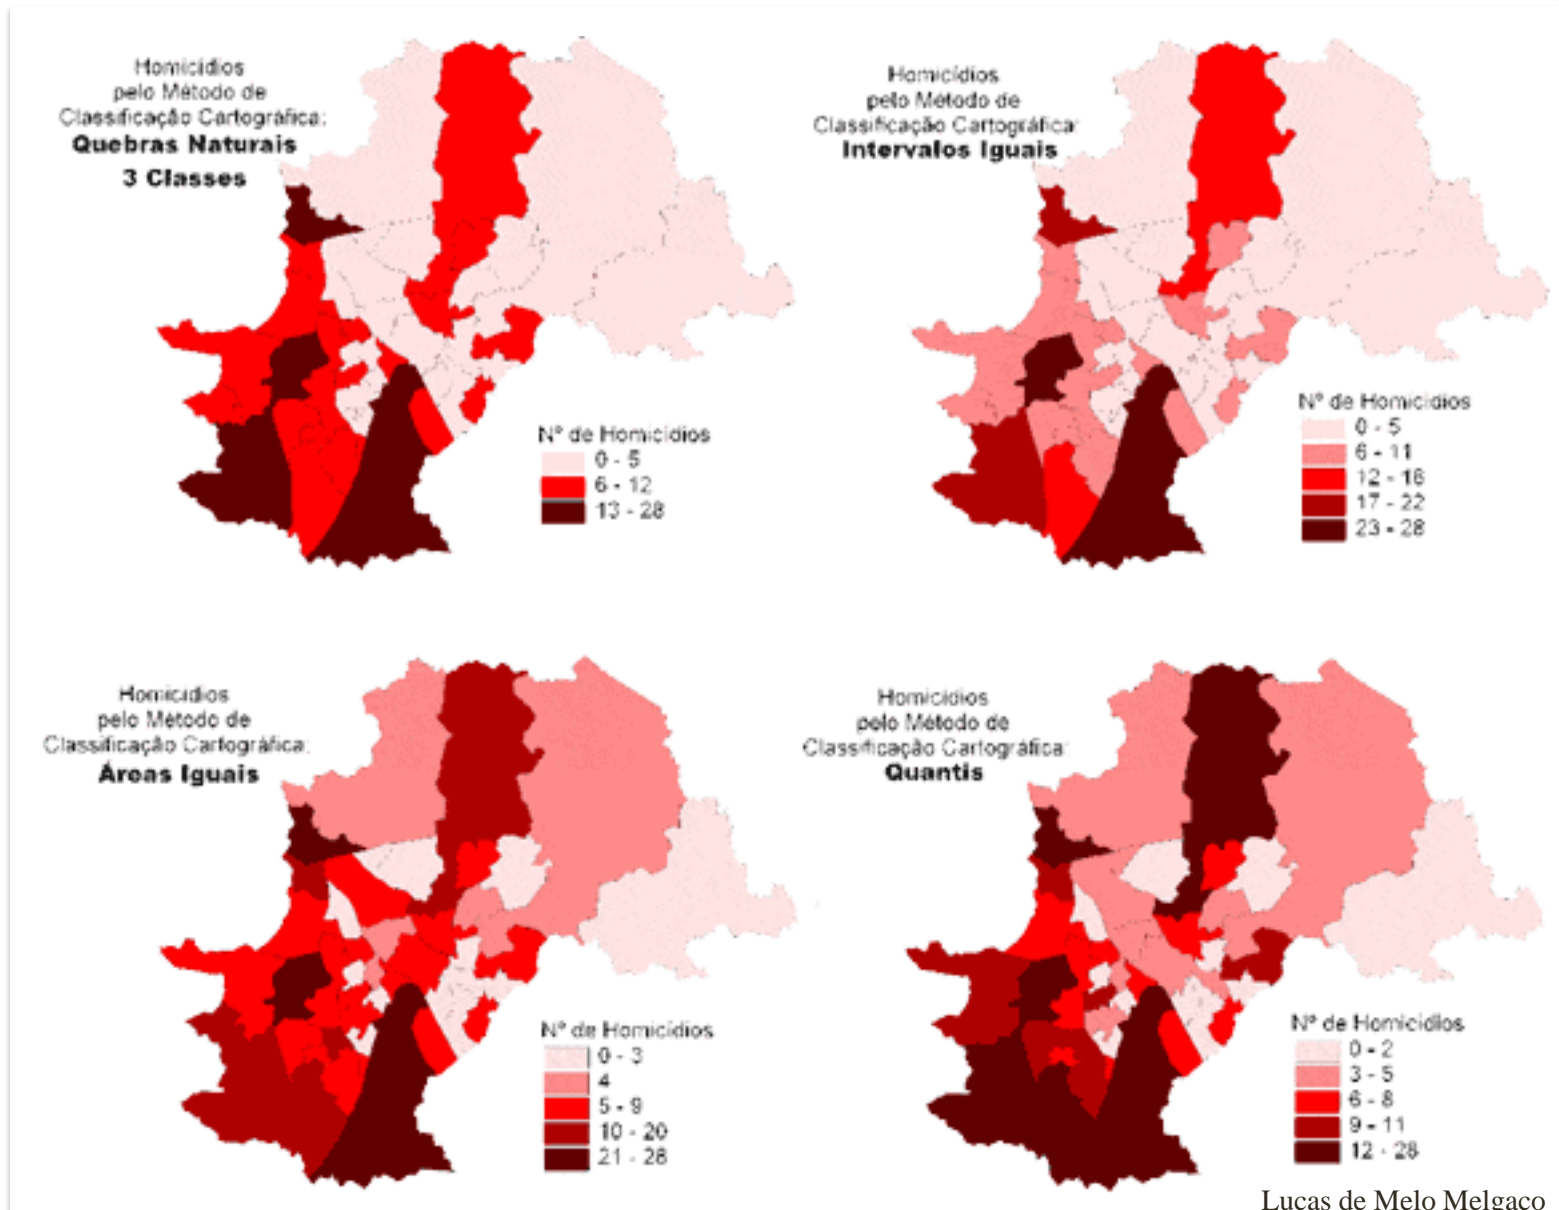 Homicídios
pelo Método de
Classificação Cartográfica:
Quebras Naturais
3 Classes
Nº de Homicídios
0 - 5
6 - 12
13 - 28
Homicídios
pelo Método de
Classificação Cartográfica:
Intervalos Iguais
Nº de Homicídios
0 - 5
6 - 11
12 - 16
17 - 22
23 - 28
Homicídios
pelo Método de
Classificação Cartográfica:
Áreas Iguais
Nº de Homicídios
0 - 3
4
5 - 9
10 - 20
21 - 28
Homicídios
pelo Método de
Classificação Cartográfica:
Quantis
Nº de Homicídios
0 - 2
3 - 5
6 - 8
9 - 11
12 - 28
Lucas de Melo Melgaço